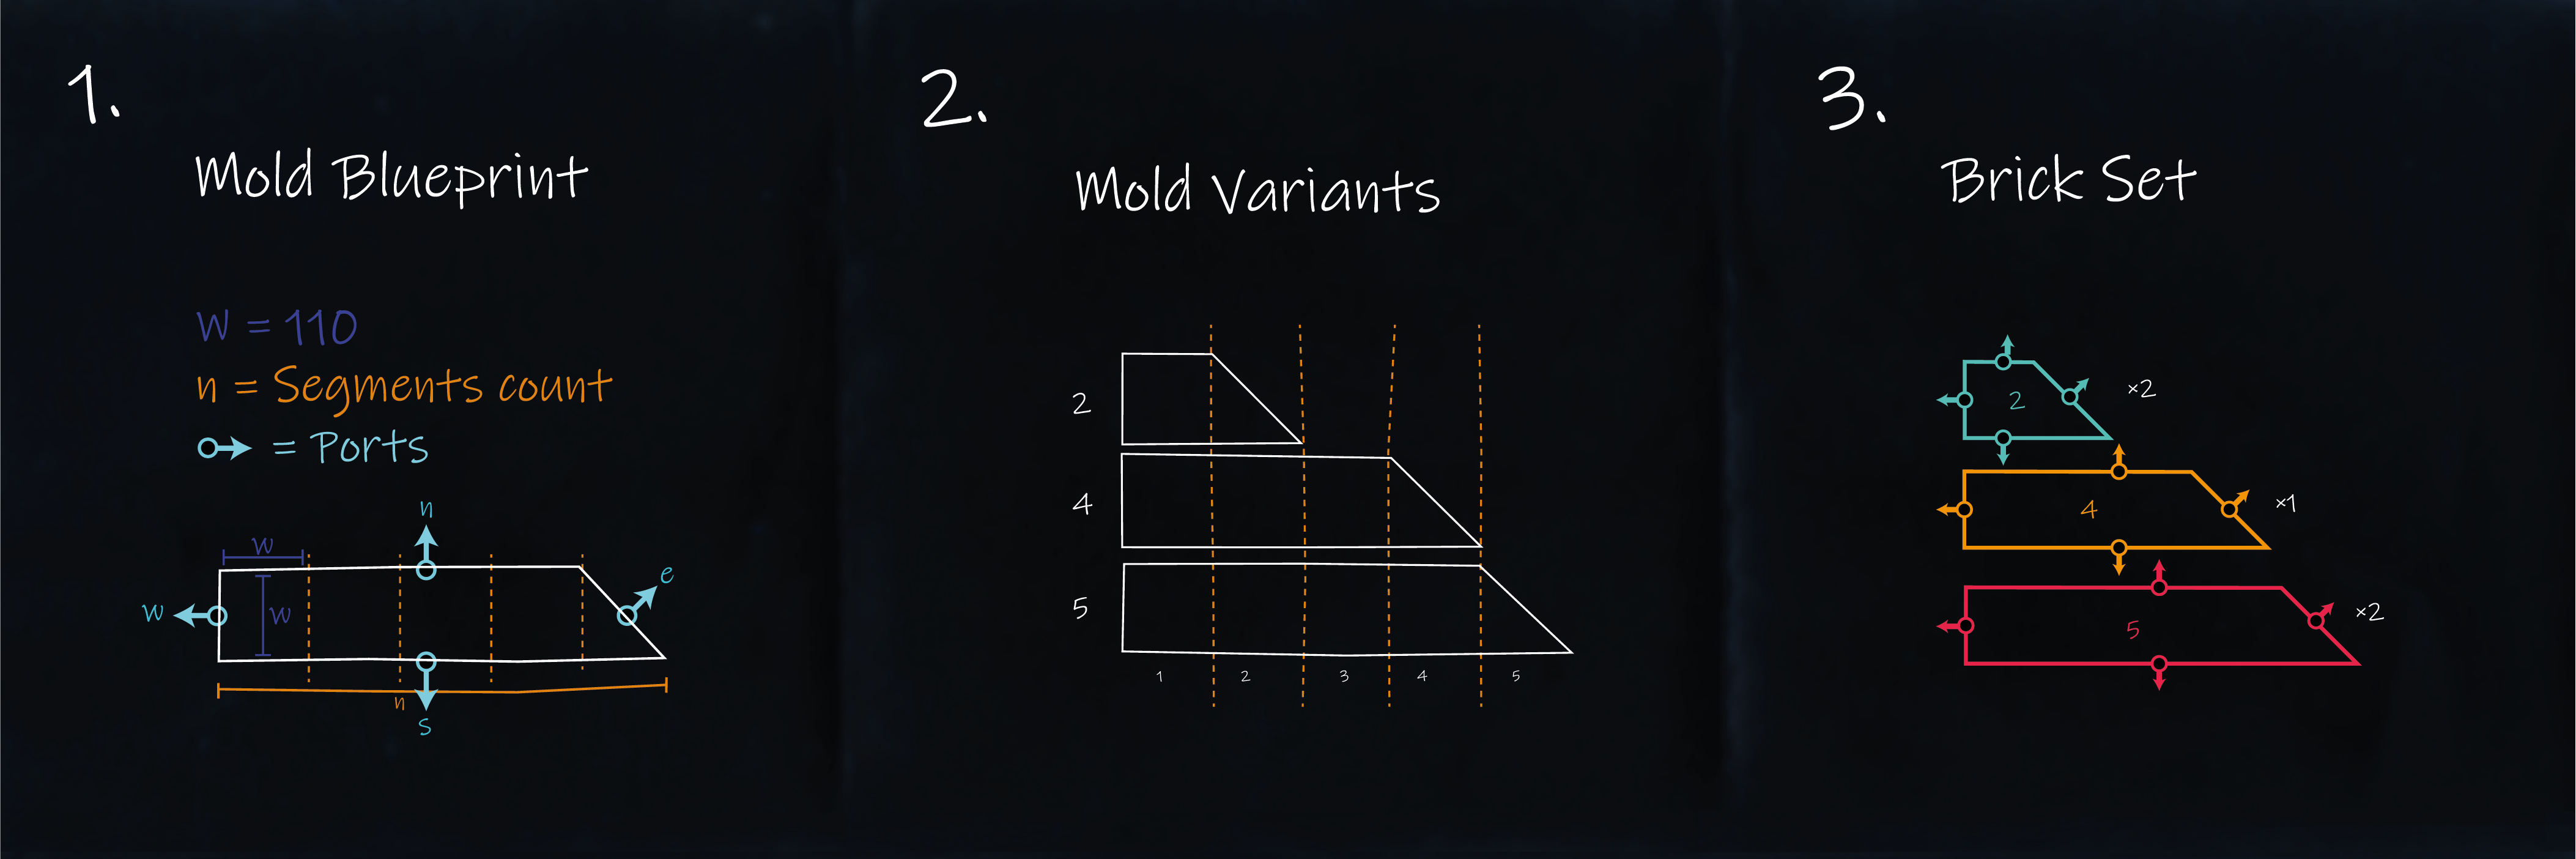 1.
Mold Blueprint
W = 110
n = Segments count
= Ports
n
W
e
W
W
n
s
2.
Mold Variants
2
4
5
1 2 3 4 5
3.
Brick Set
2
×2
4
×1
5
×2